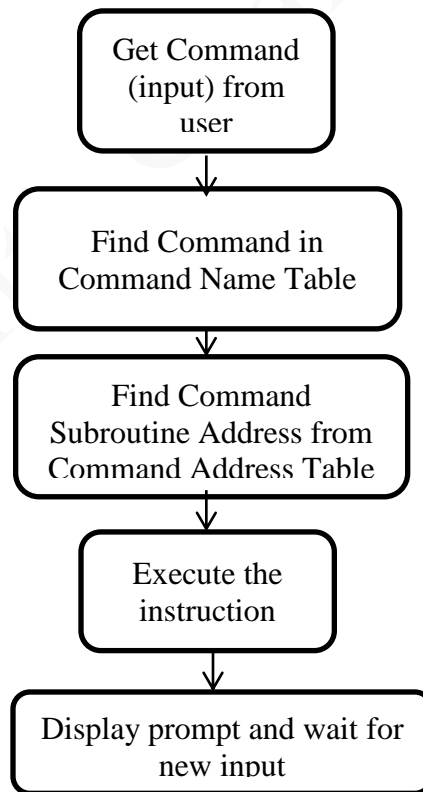 Get Command
(input) from
user
Find Command in
Command Name Table
Find Command
Subroutine Address from
Command Address Table
Execute the
instruction
Display prompt and wait for
new input